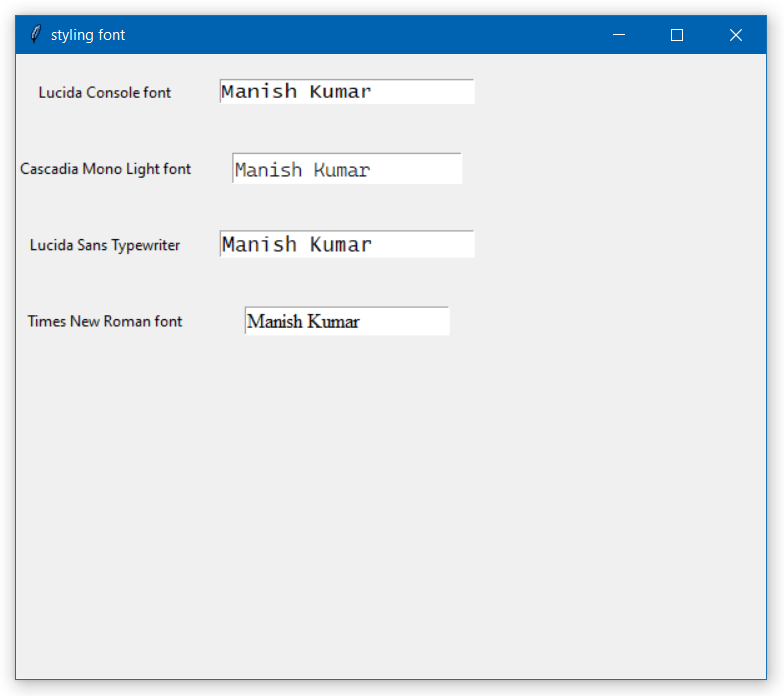 styling font
Lucida Console font Manish Kumar
Cascadia Mono Light font Manish Kumar
Lucida Sans Typewriter Manish Kumar
Times New Roman font Manish Kumar